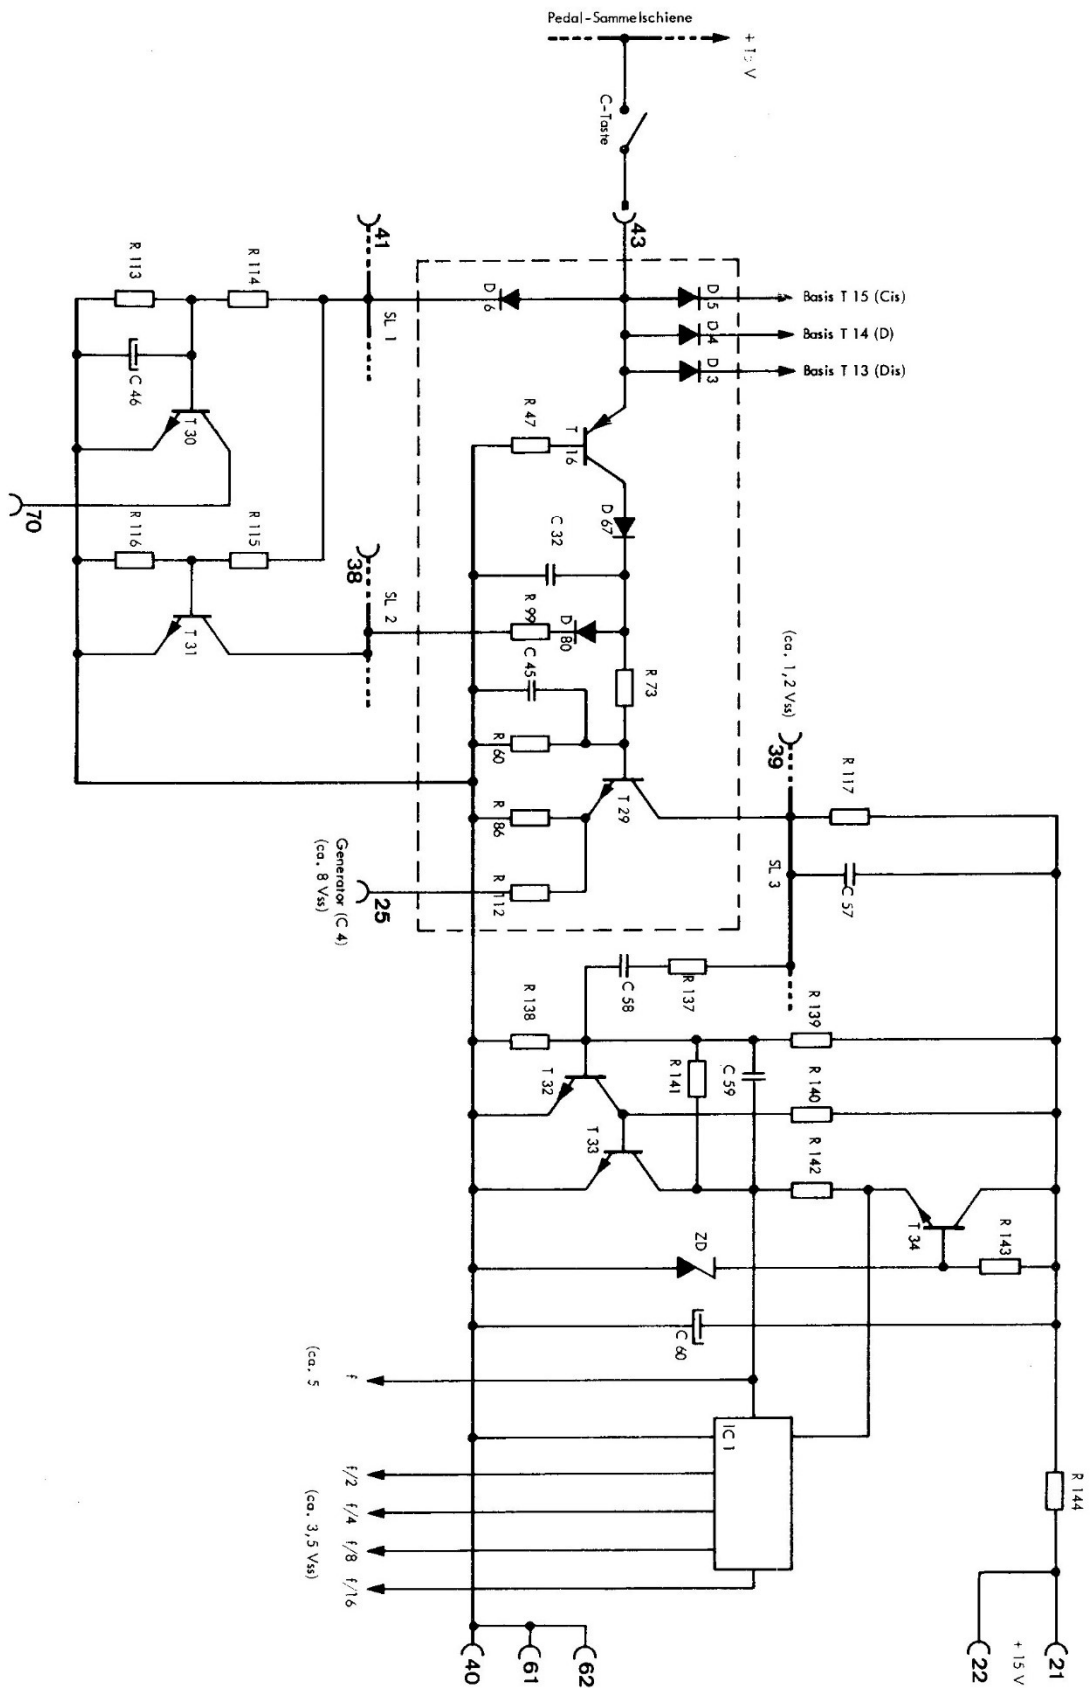 Pedal-Sammelschiene
C-Taste
43
41
D 5
D 4
D 3
Basis T 15 (Cis)
Basis T 14 (D)
Basis T 13 (Dis)
SL 1
R 113
R 114
C 46
T 30
70
R 116
R 115
T 31
38
SL 2
R 47
T 16
D 67
C 32
R 99
D 80
C 45
R 73
R 60
R 86
T 29
R 112
Generator (C 4)
(ca. 8 Vss)
25
(ca. 1,2 Vss)
39
R 117
SL 3
C 57
C 58
R 137
R 138
R 139
T 32
R 141
C 59
R 140
T 33
R 142
T 34
R 143
ZD
C 60
IC 1
f
(ca. 5
f/2
f/4
f/8
f/16
(ca. 3,5 Vss)
R 144
40
61
62
22
21
+ 15 V